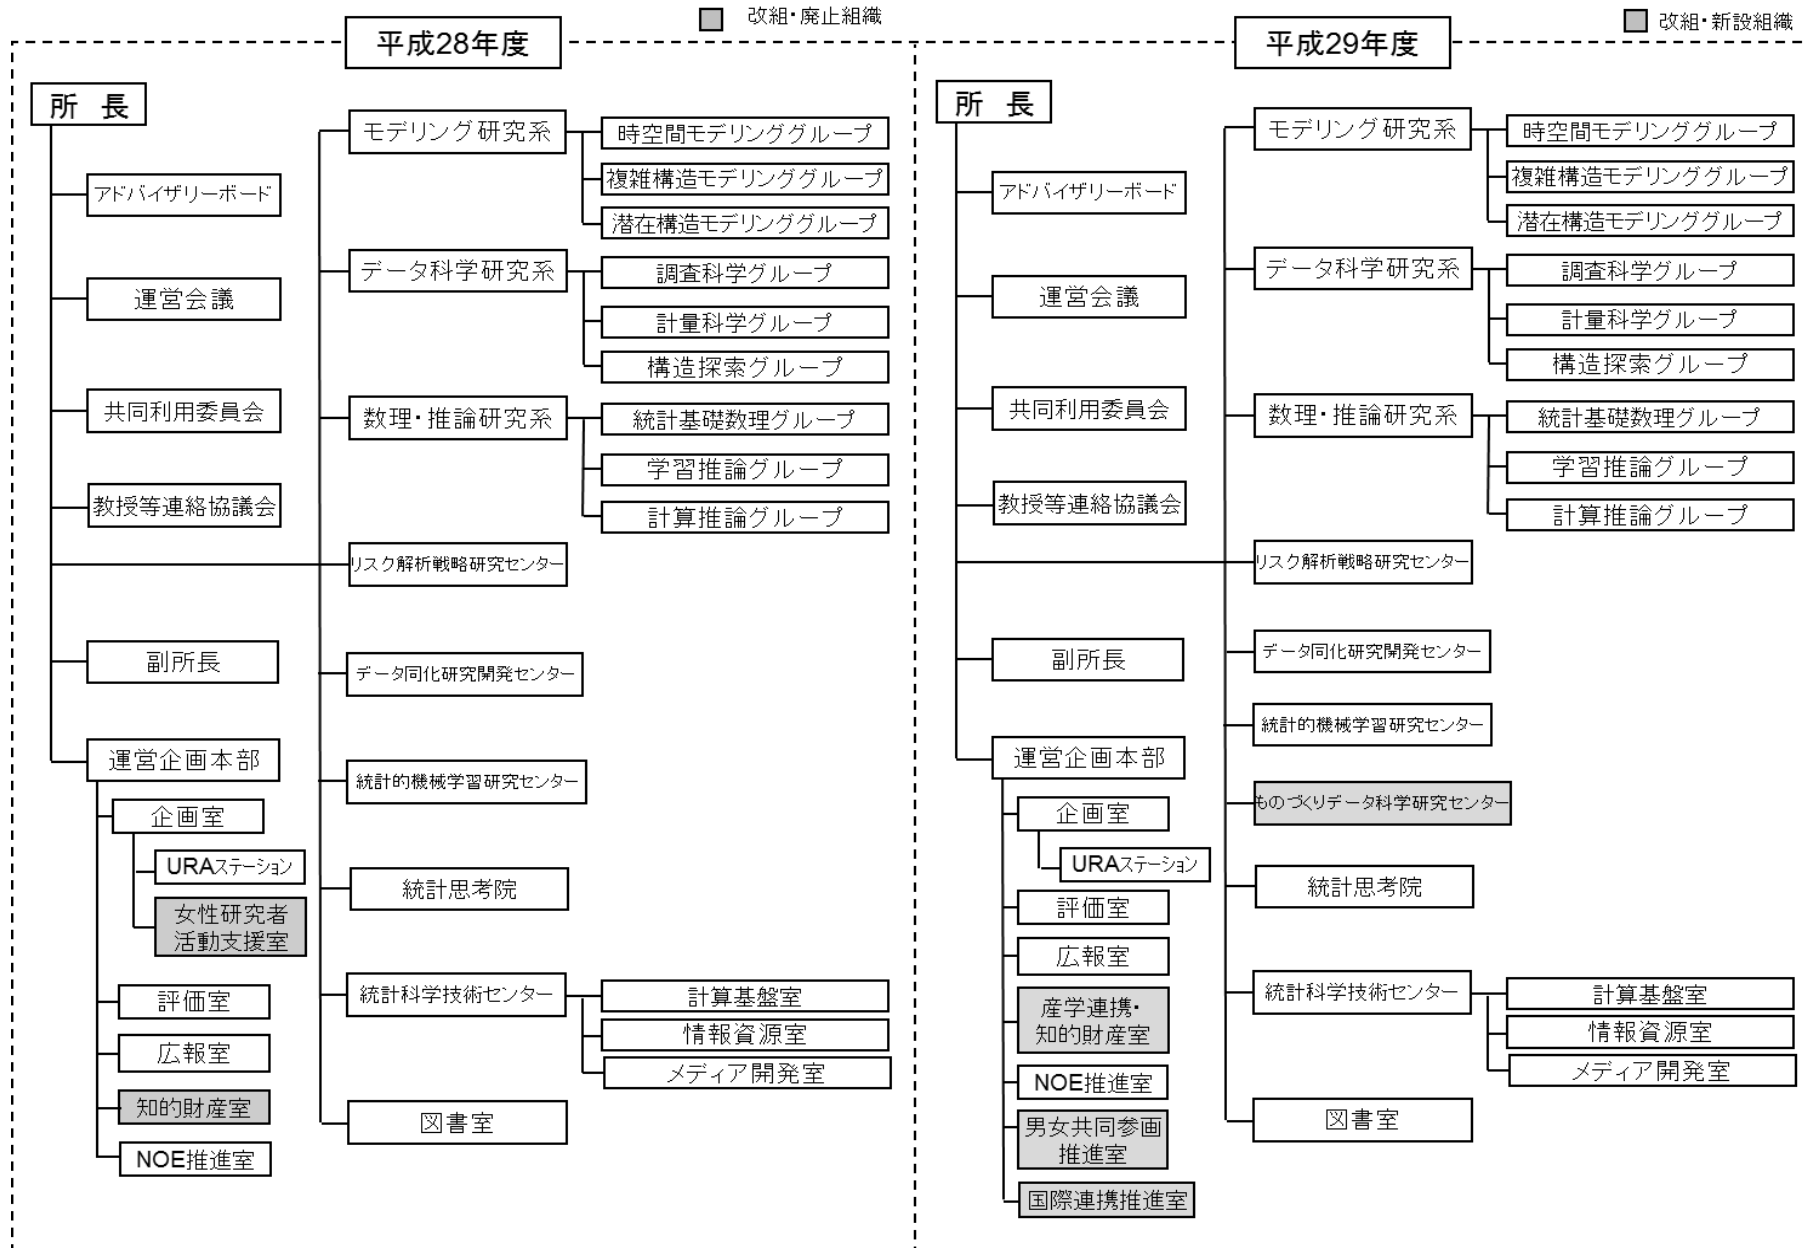 改組・廃止組織
平成28年度
所 長
アドバイザリーボード
運営会議
共同利用委員会
教授等連絡協議会
副所長
運営企画本部
企画室
URAステーション
女性研究者
活動支援室
評価室
広報室
知的財産室
NOE推進室
モデリング研究系
時空間モデリンググループ
複雑構造モデリンググループ
潜在構造モデリンググループ
データ科学研究系
調査科学グループ
計量科学グループ
構造探索グループ
数理・推論研究系
統計基礎数理グループ
学習推論グループ
計算推論グループ
リスク解析戦略研究センター
データ同化研究開発センター
統計的機械学習研究センター
統計思考院
統計科学技術センター
計算基盤室
情報資源室
メディア開発室
図書室
改組・新設組織
平成29年度
所 長
アドバイザリーボード
運営会議
共同利用委員会
教授等連絡協議会
副所長
運営企画本部
企画室
URAステーション
評価室
広報室
産学連携・
知的財産室
NOE推進室
男女共同参画
推進室
国際連携推進室
モデリング研究系
時空間モデリンググループ
複雑構造モデリンググループ
潜在構造モデリンググループ
データ科学研究系
調査科学グループ
計量科学グループ
構造探索グループ
数理・推論研究系
統計基礎数理グループ
学習推論グループ
計算推論グループ
リスク解析戦略研究センター
データ同化研究開発センター
統計的機械学習研究センター
ものづくりデータ科学研究センター
統計思考院
統計科学技術センター
計算基盤室
情報資源室
メディア開発室
図書室